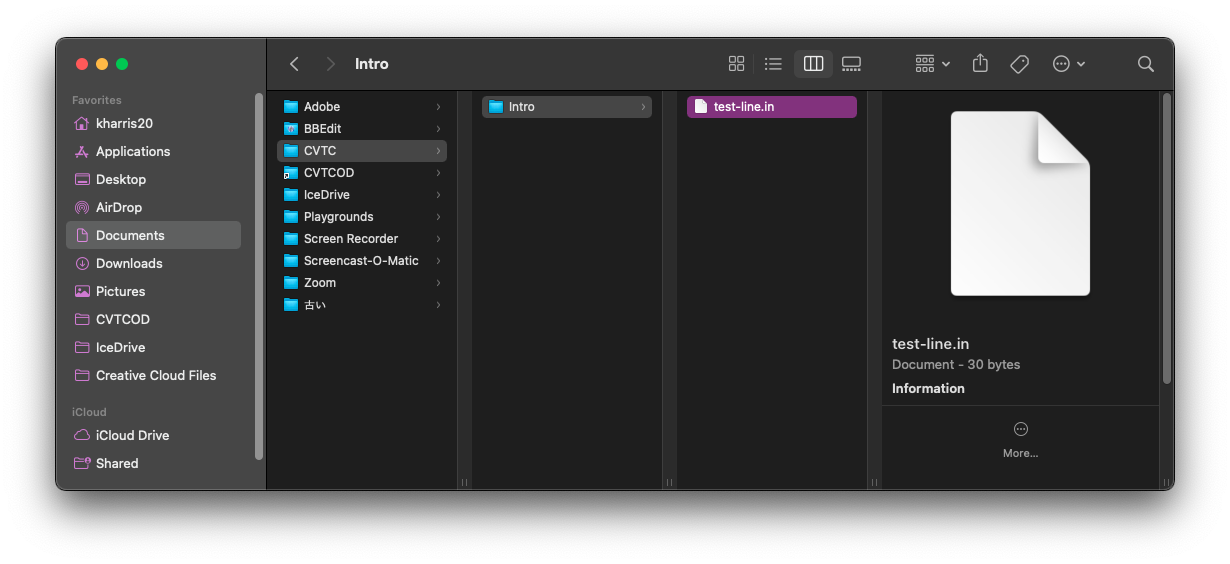 Intro
Favorites
kharris20
Applications
Desktop
AirDrop
Documents
Downloads
Pictures
CVTCOD
IceDrive
Creative Cloud Files
iCloud
iCloud Drive
Shared
Adobe
BBEdit
CVTC
CVTCOD
IceDrive
Playgrounds
Screen Recorder
Screencast-O-Matic
Zoom
古い
Intro
test-line.in
test-line.in
Document - 30 bytes
Information
More...